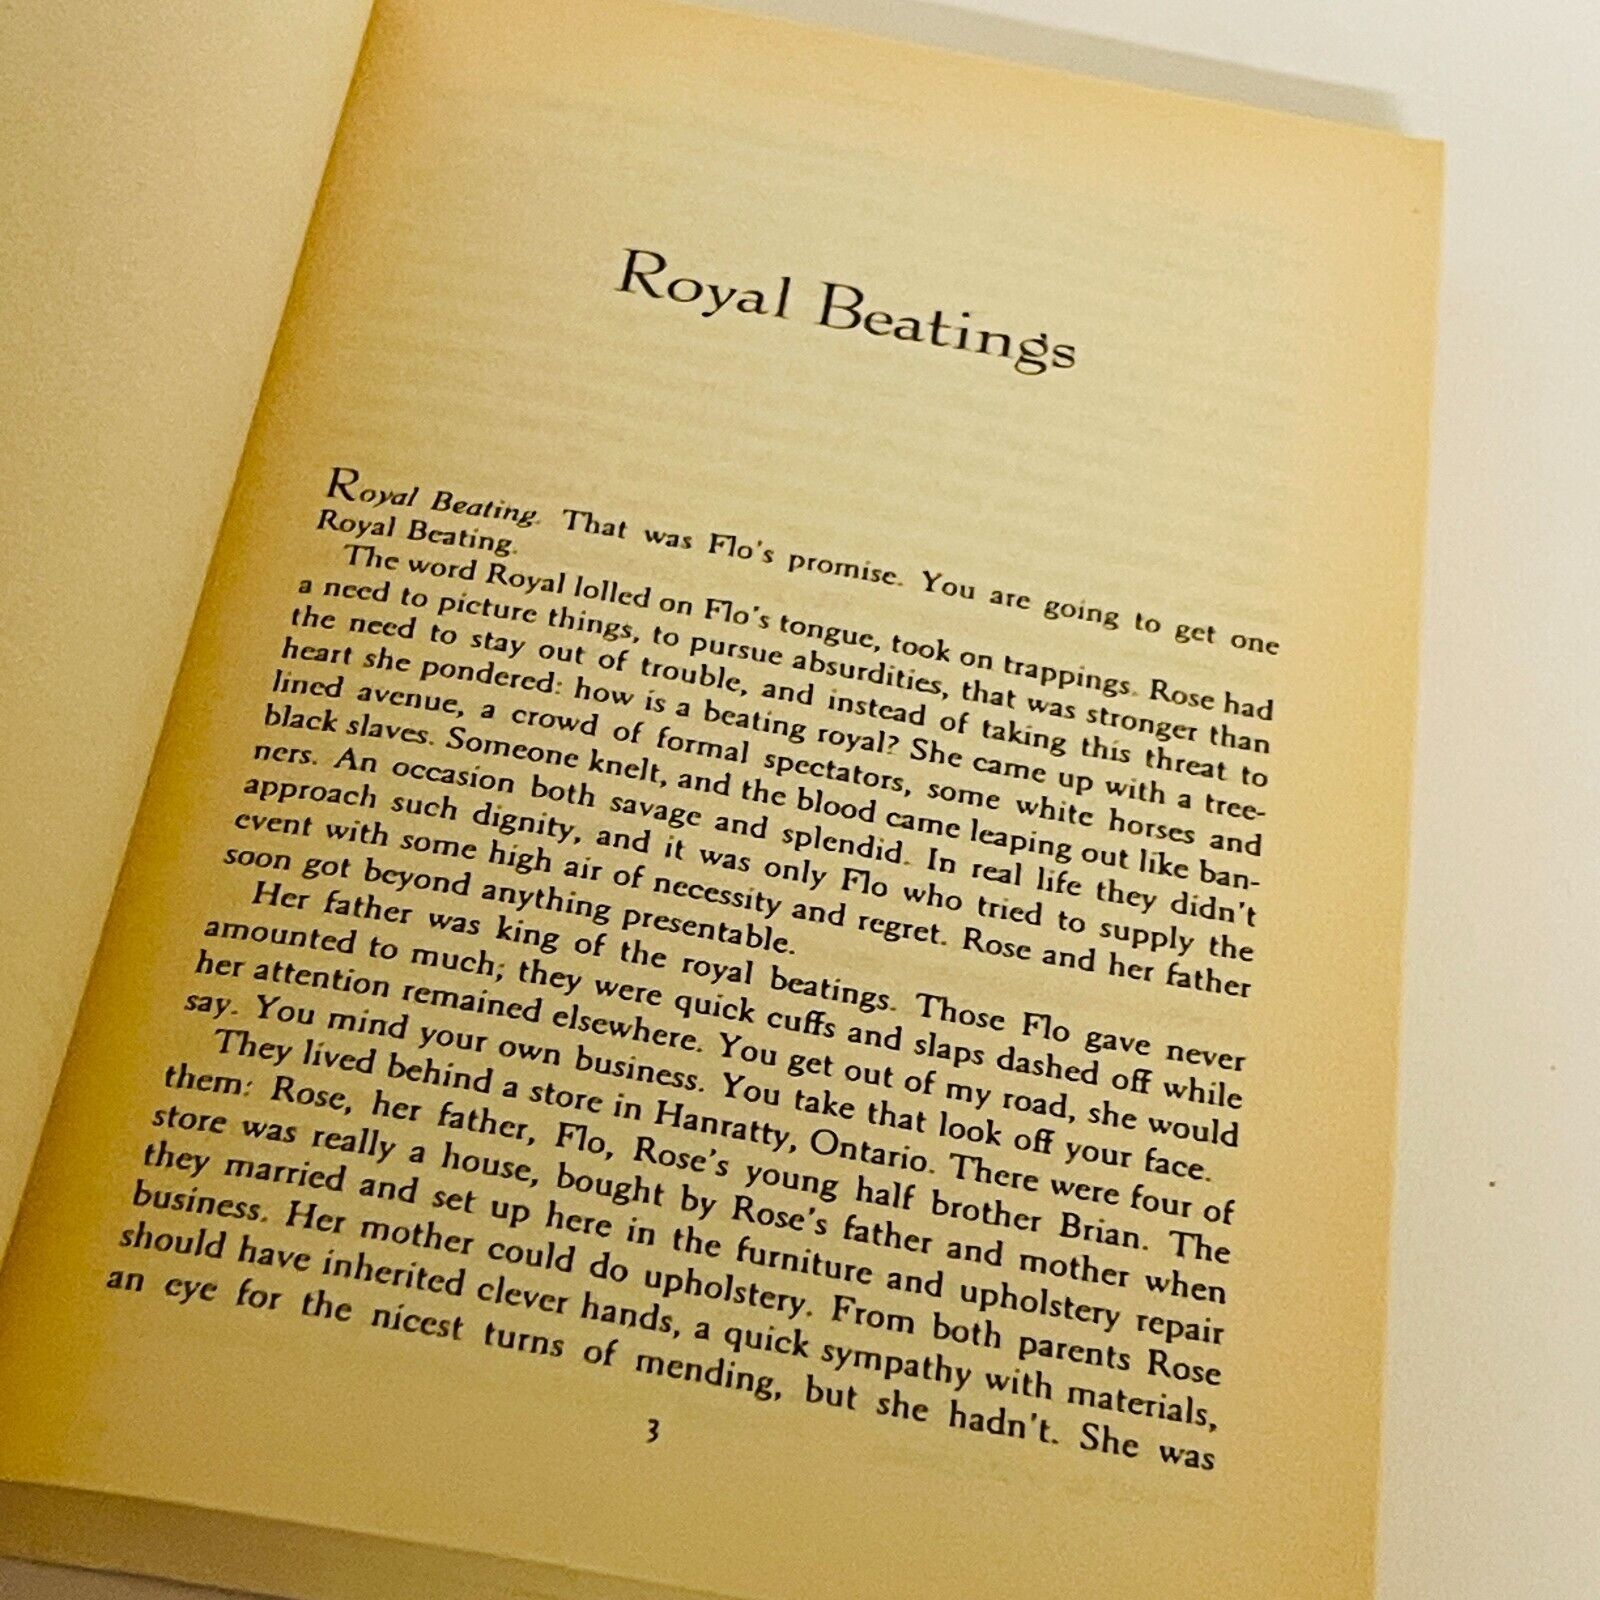 Royal Beatings
Royal Beating. That was Flo's promise. You are going to get one
Royal Beating.
The word Royal lolled on Flo's tongue, took on trappings. Rose had
a need to picture things, to pursue absurdities, that was stronger than
the need to stay out of trouble, and instead of taking this threat to
heart she pondered: how is a beating royal? She came up with a tree-
lined avenue, a crowd of formal spectators, some white horses and
black slaves. Someone knelt, and the blood came leaping out like ban-
ners. An occasion both savage and splendid. In real life they didn't
approach such dignity, and it was only Flo who tried to supply the
event with some high air of necessity and regret. Rose and her father
soon got beyond anything presentable.
Her father was king of the royal beatings. Those Flo gave never
amounted to much; they were quick cuffs and slaps dashed off while
her attention remained elsewhere. You get out of my road, she would
say. You mind your own business. You take that look off your face.
They lived behind a store in Hanratty, Ontario. There were four of
them: Rose, her father, Flo, Rose's young half brother Brian. The
store was really a house, bought by Rose's father and mother when
they married and set up here in the furniture and upholstery repair
business. Her mother could do upholstery. From both parents Rose
should have inherited clever hands, a quick sympathy with materials,
an eye for the nicest turns of mending, but she hadn't. She was
3